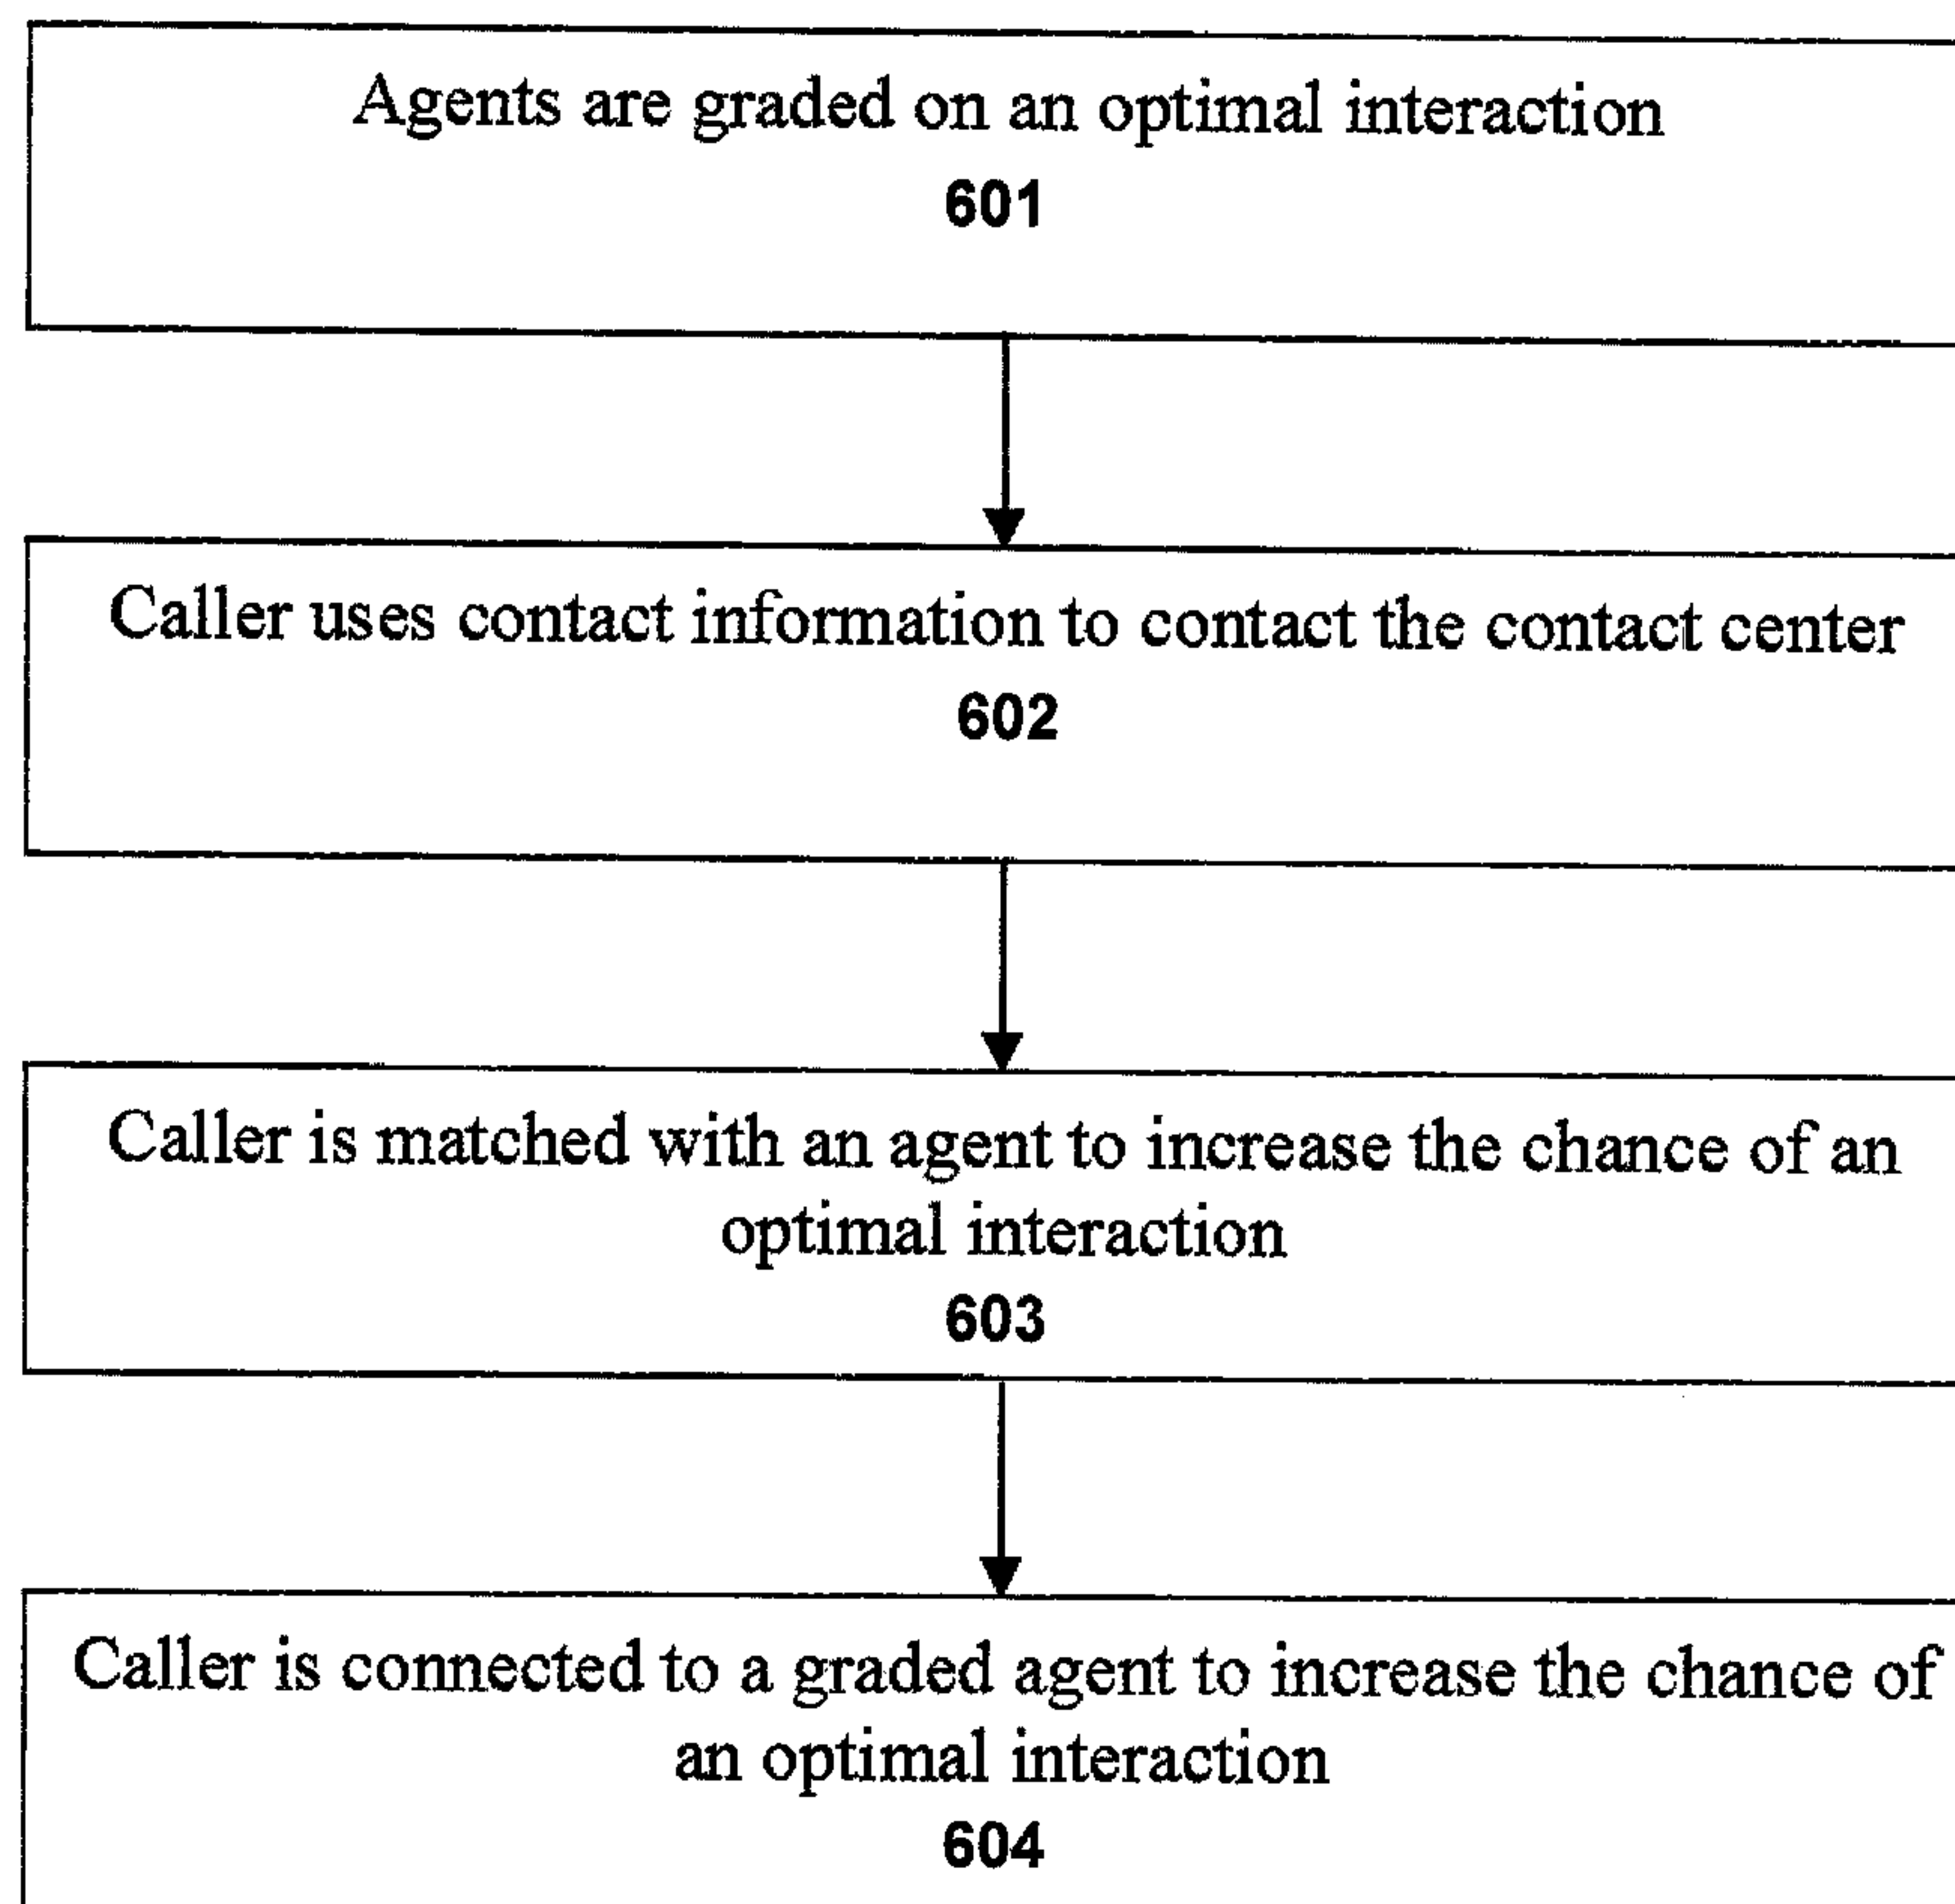 Agents are graded on an optimal interaction
601
Caller uses contact information to contact the contact center
602
Caller is matched with an agent to increase the chance of an
optimal interaction
603
Caller is connected to a graded agent to increase the chance of
an optimal interaction
604